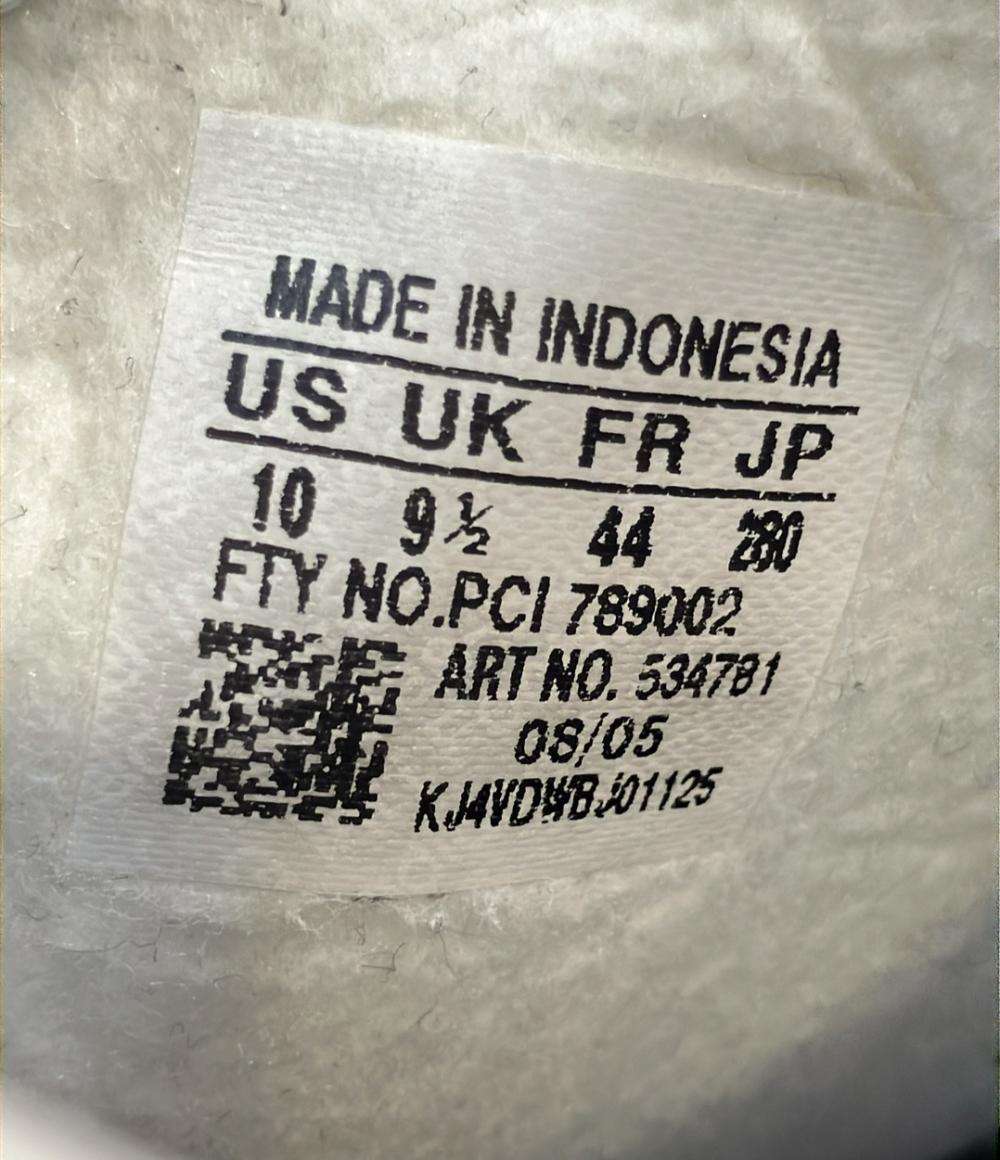 MADE IN INDONESIA
US UK FR JP
10 9½ 44 280
FTY NO.PCI 789002
ART NO. 534781
08/05
KJ4VDWBJ01125